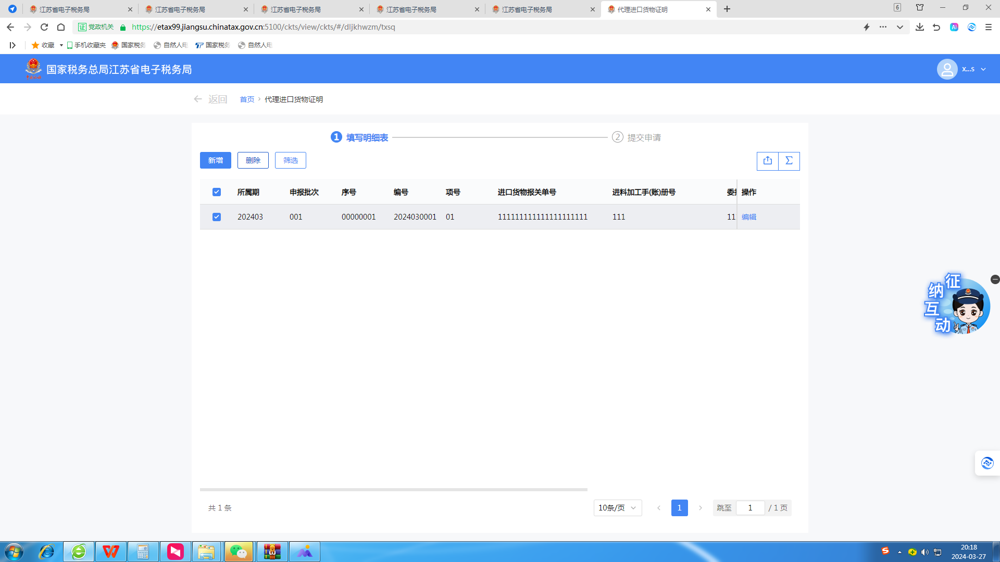 江苏省电子税务局
江苏省电子税务局
江苏省电子税务局
江苏省电子税务局
江苏省电子税务局
代理进口货物证明
6
证 党政机关
https://etax99.jiangsu.chinatax.gov.cn:5100/ckts/view/ckts/#/dljkhwzm/txsq
AI
收藏
手机收藏夹
国家税务
自然人电
国家税务
自然人电
国家税务总局江苏省电子税务局
x...s
返回
首页 > 代理进口货物证明
1 填写明细表
2 提交申请
新增
删除
筛选
Σ
所属期 申报批次 序号 编号 项号 进口货物报关单号 进料加工手(账)册号 委托 操作
202403 001 00000001 2024030001 01 111111111111111111111 111 11 编辑
征
纳
互
动
共 1 条
10条/页
1
跳至 1 / 1 页
20:18
2024-03-27